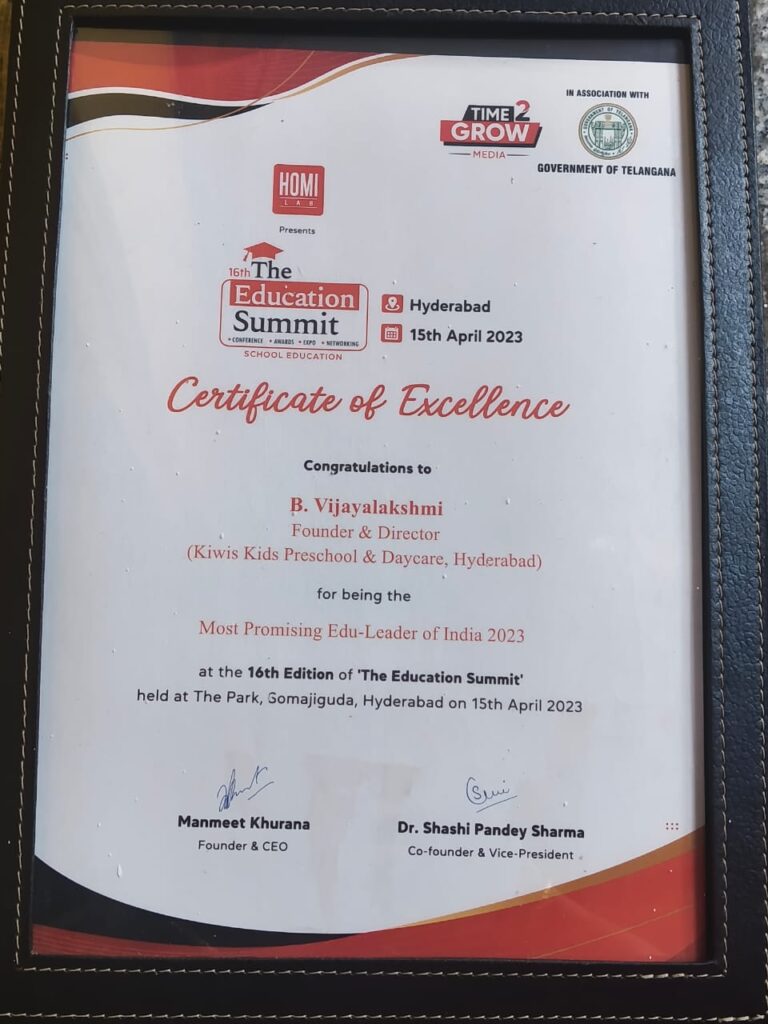 TIME 2
GROW
MEDIA
IN ASSOCIATION WITH
GOVERNMENT OF TELANGANA
HOMI
LAB
Presents
16th The
Education
Summit
• CONFERENCE • AWARDS • EXPO • NETWORKING
SCHOOL EDUCATION
Hyderabad
15th April 2023
Certificate of Excellence
Congratulations to
B. Vijayalakshmi
Founder & Director
(Kiwis Kids Preschool & Daycare, Hyderabad)
for being the
Most Promising Edu-Leader of India 2023
at the 16th Edition of 'The Education Summit'
held at The Park, Somajiguda, Hyderabad on 15th April 2023
Manmeet Khurana
Founder & CEO
Dr. Shashi Pandey Sharma
Co-founder & Vice-President